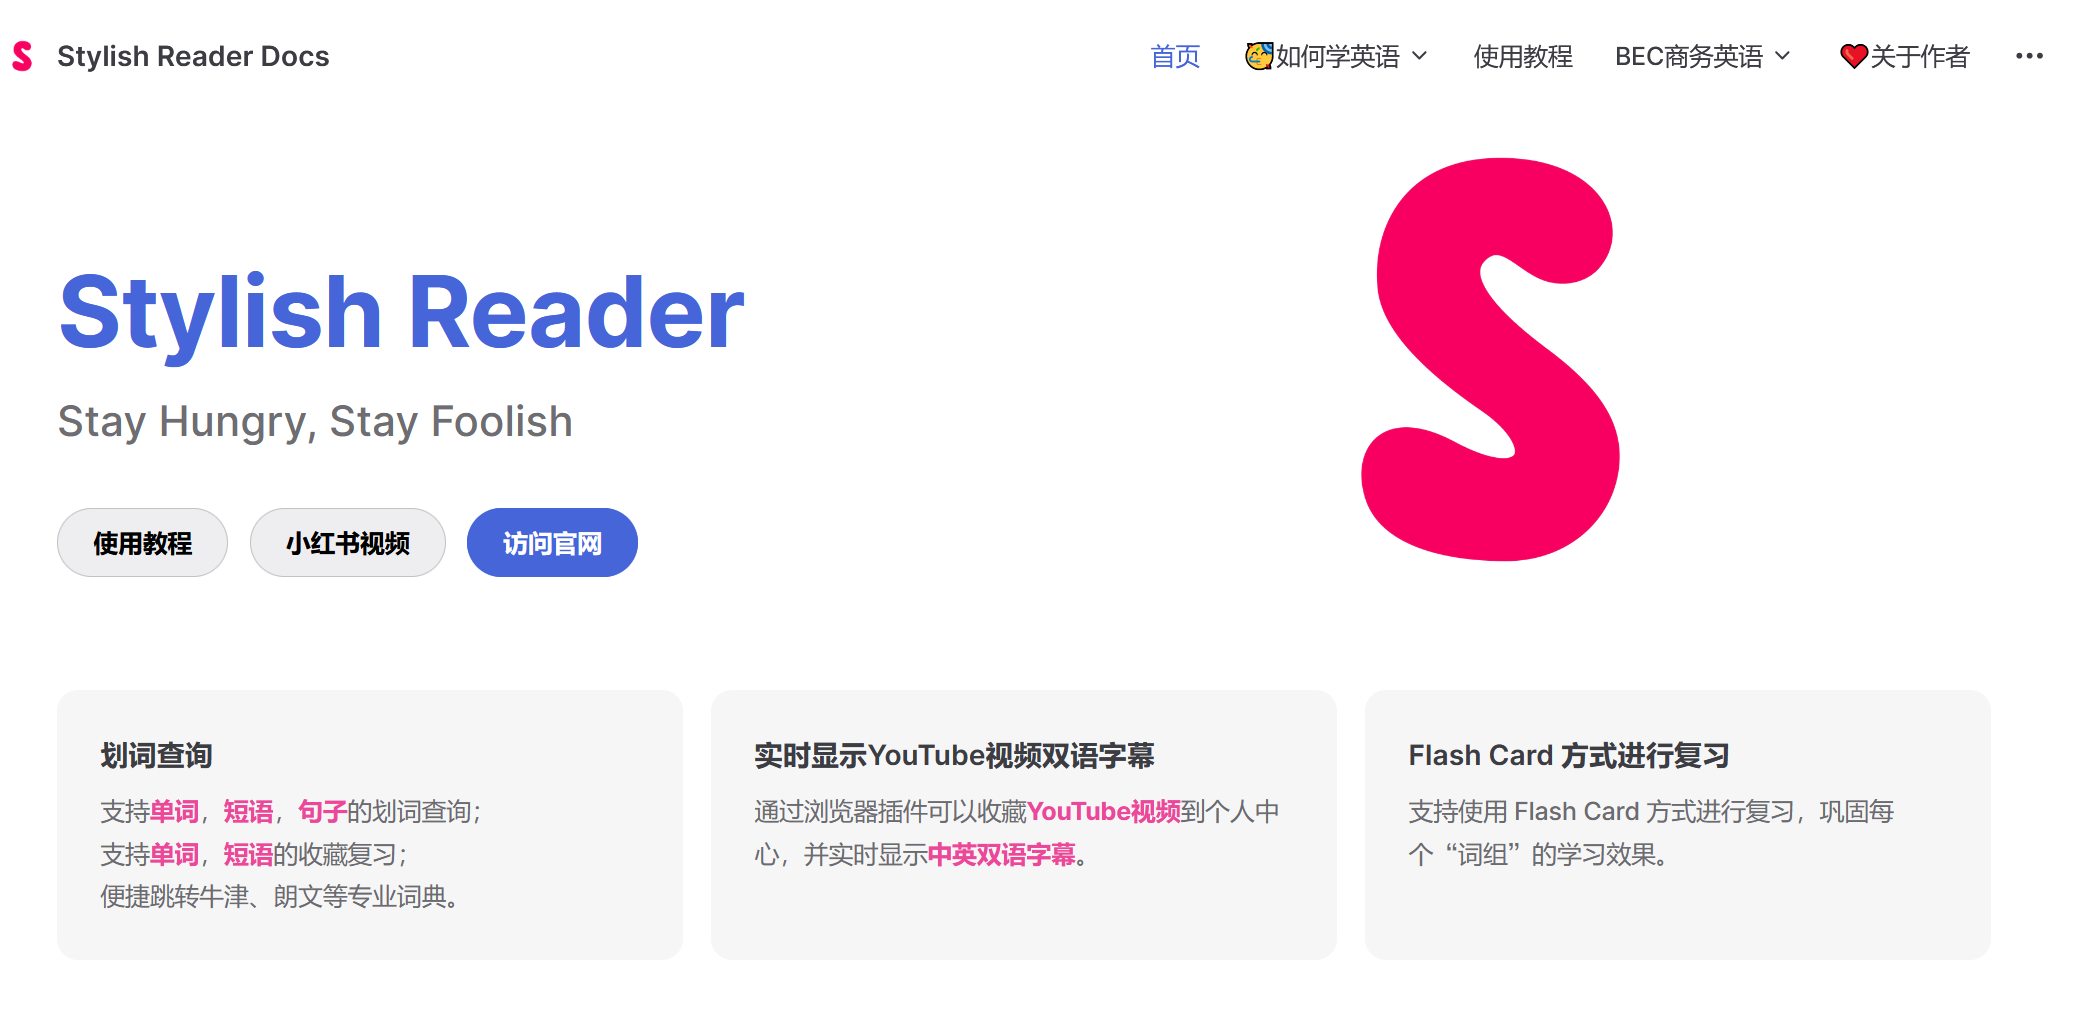 Stylish Reader Docs
首页
🥳如何学英语
使用教程
BEC商务英语
❤️关于作者
Stylish Reader
Stay Hungry, Stay Foolish
使用教程
小红书视频
访问官网
划词查询
支持单词，短语，句子的划词查询；
支持单词，短语的收藏复习；
便捷跳转牛津、朗文等专业词典。
实时显示YouTube视频双语字幕
通过浏览器插件可以收藏YouTube视频到个人中
心，并实时显示中英双语字幕。
Flash Card 方式进行复习
支持使用 Flash Card 方式进行复习，巩固每
个“词组”的学习效果。